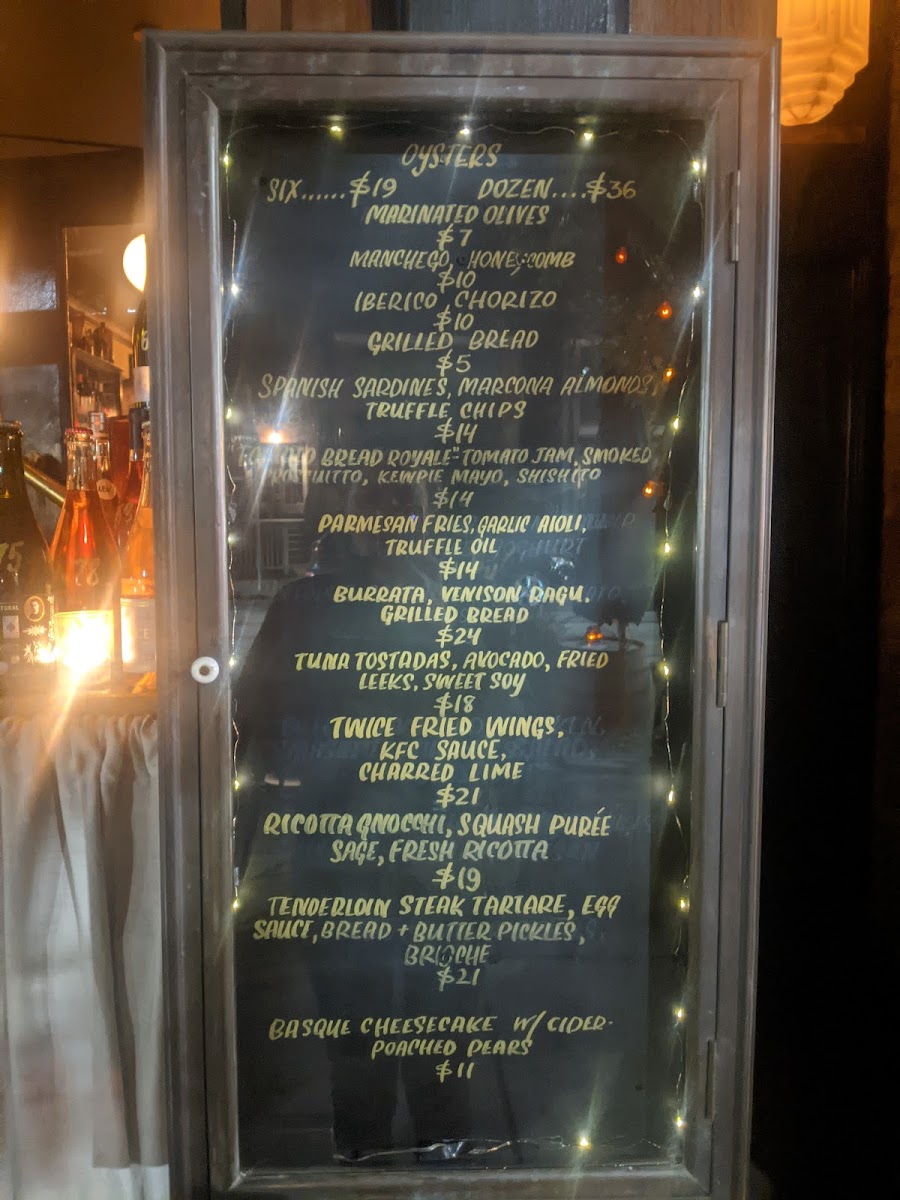 OYSTERS
SIX......$19 DOZEN....$36
MARINATED OLIVES
$7
MANCHEGO, HONEYCOMB
$10
IBERICO, CHORIZO
$10
GRILLED BREAD
$5
SPANISH SARDINES, MARCONA ALMONDS,
TRUFFLE CHIPS
$14
BREAD ROYALE"-TOMATO JAM, SMOKED
KEWPIE MAYO, SHISHITO
$14
PARMESAN FRIES, GARLIC AIOLI,
TRUFFLE OIL
$14
BURRATA, VENISON RAGU,
GRILLED BREAD
$24
TUNA TOSTADAS, AVOCADO, FRIED
LEEKS, SWEET SOY
$18
TWICE FRIED WINGS,
KFC SAUCE,
CHARRED LIME
$21
RICOTTA GNOCCHI, SQUASH PURÉE
SAGE, FRESH RICOTTA
$19
TENDERLOIN STEAK TARTARE, EGG
SAUCE, BREAD + BUTTER PICKLES,
BRIOCHE
$21
BASQUE CHEESECAKE W/ CIDER-
POACHED PEARS
$11